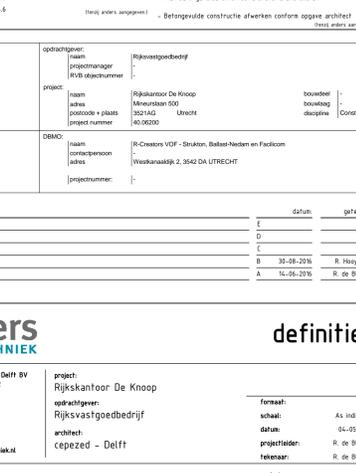 (tenzij anders aangegeven)
- Betongevulde constructie afwerken conform opgave architect
(tenzij anders
opdrachtgever:
naam Rijksvastgoedbedrijf
projectmanager -
RVB objectnummer -
project:
naam Rijkskantoor De Knoop bouwdeel -
adres Mineurslaan 500 bouwlaag -
postcode + plaats 3521AG Utrecht discipline Const
project nummer 40.06200
DBMO:
naam R-Creators VOF - Strukton, Ballast-Nedam en Facilicom
contactpersoon -
adres Westkanaaldijk 2, 3542 DA UTRECHT
projectnummer: -
datum: gete
E
D
C
B 30-08-2016 R. Hooy
A 14-06-2016 R. de B
ers definitie
HNIEK
Delft BV project:
Rijkskantoor De Knoop
opdrachtgever: formaat:
Rijksvastgoedbedrijf schaal: As indi
architect: datum: 04-05
cepezed - Delft projectleider: R. de B
iek.nl tekenaar: R. de B